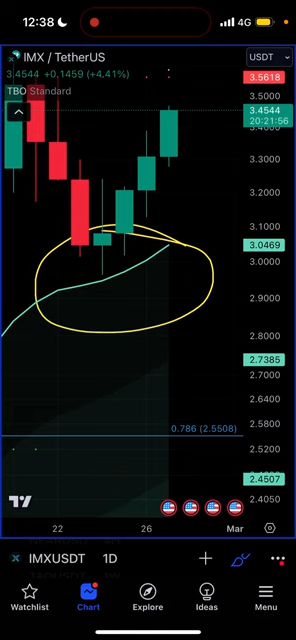 12:38
4G
IMX / TetherUS
USDT
3.4544 +0.1459 (+4.41%)
3.5618
TBO Standard
3.5000
3.4544
20:21:56
3.4000
3.3000
3.2000
3.1000
3.0469
3.0000
2.9000
2.8000
2.7385
2.7000
2.6400
2.5800
0.786 (2.5508)
2.5200
2.4507
2.4050
22
26
Mar
IMXUSDT 1D
Watchlist
Chart
Explore
Ideas
Menu